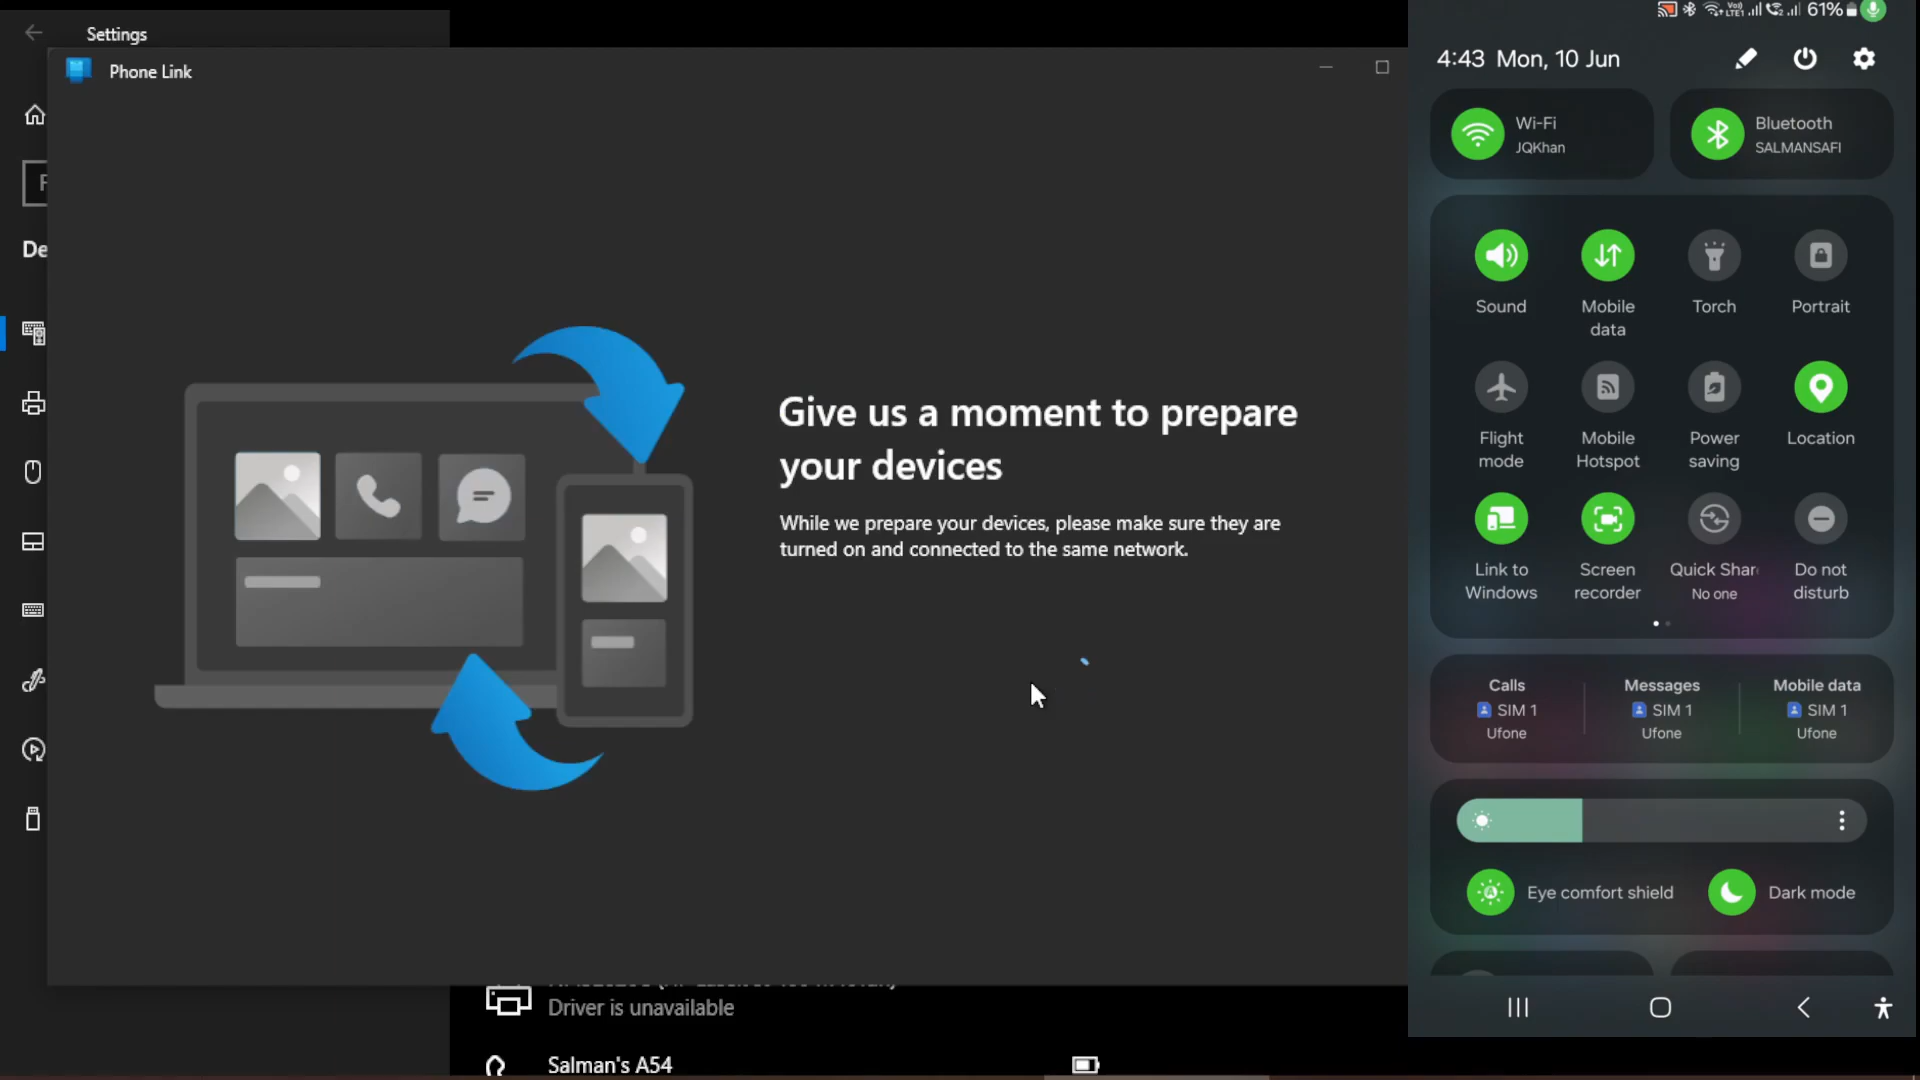 Settings
Phone Link
De
Give us a moment to prepare
your devices
While we prepare your devices, please make sure they are
turned on and connected to the same network.
Driver is unavailable
Salman's A54
61%
4:43 Mon, 10 Jun
Wi-Fi
JQKhan
Bluetooth
SALMANSAFI
Sound
Mobile
data
Torch
Portrait
Flight
mode
Mobile
Hotspot
Power
saving
Location
Link to
Windows
Screen
recorder
Quick Shar
No one
Do not
disturb
Calls
SIM 1
Ufone
Messages
SIM 1
Ufone
Mobile data
SIM 1
Ufone
Eye comfort shield
Dark mode